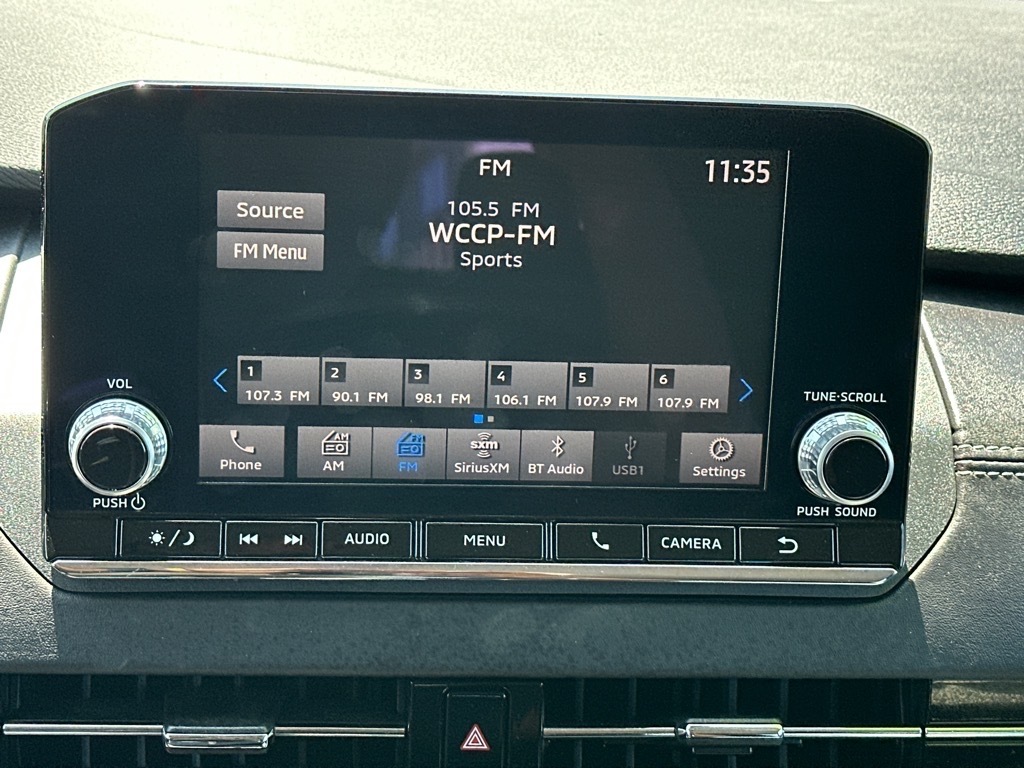 FM
11:35
Source
FM Menu
105.5 FM
WCCP-FM
Sports
1
107.3 FM
2
90.1 FM
3
98.1 FM
4
106.1 FM
5
107.9 FM
6
107.9 FM
VOL
PUSH
TUNE·SCROLL
PUSH SOUND
Phone
AM
AM
FM
SXM
SiriusXM
BT Audio
USB1
Settings
AUDIO
MENU
CAMERA